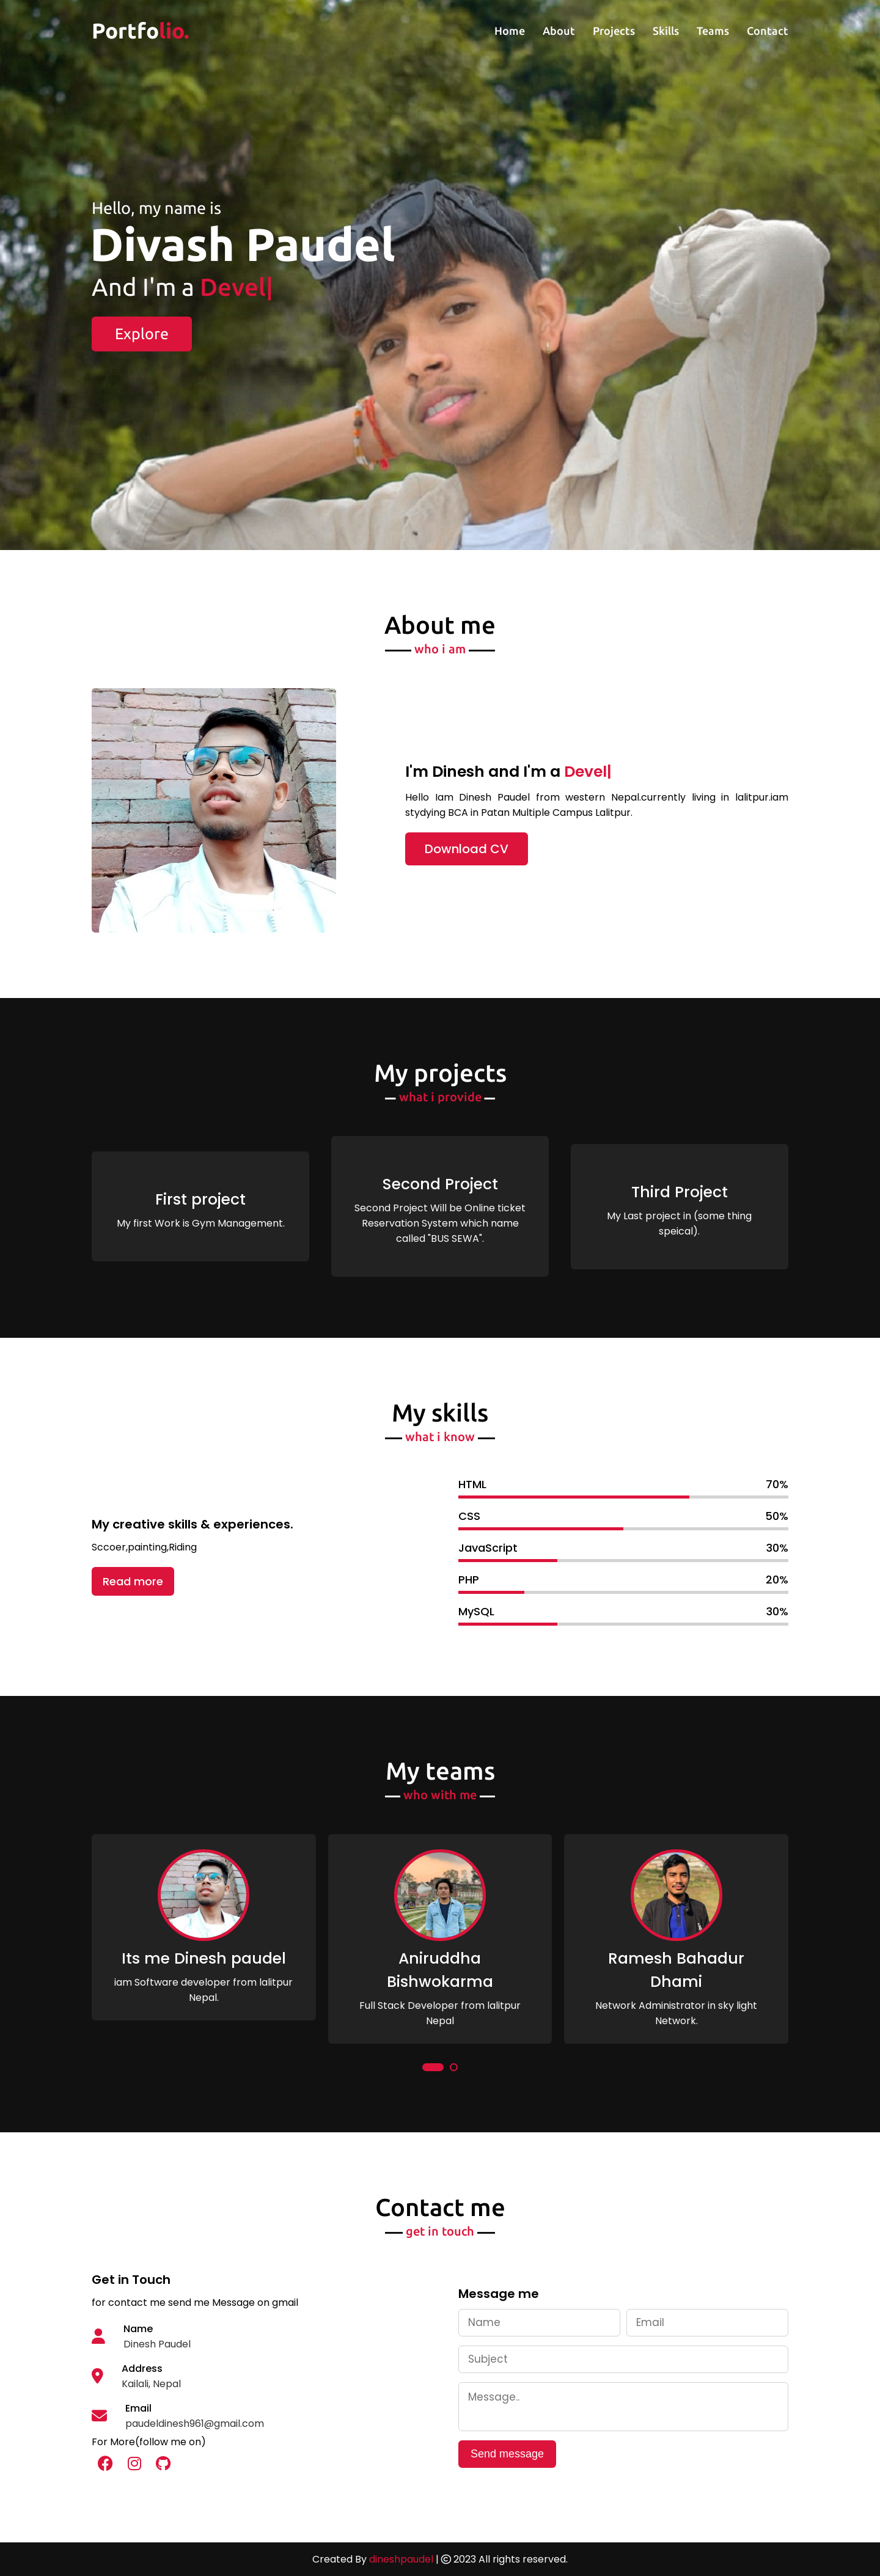 Portfolio.
Home About Projects Skills Teams Contact
Hello, my name is
Divash Paudel
And I'm a Devel|
Explore
About me
who i am
I'm Dinesh and I'm a Devel|
Hello Iam Dinesh Paudel from western Nepal.currently living in lalitpur.iam
stydying BCA in Patan Multiple Campus Lalitpur.
Download CV
My projects
what i provide
First project
My first Work is Gym Management.
Second Project
Second Project Will be Online ticket
Reservation System which name
called "BUS SEWA".
Third Project
My Last project in (some thing
speical).
My skills
what i know
My creative skills & experiences.
Sccoer,painting,Riding
Read more
HTML 70%
CSS 50%
JavaScript 30%
PHP 20%
MySQL 30%
My teams
who with me
Its me Dinesh paudel
iam Software developer from lalitpur
Nepal.
Aniruddha
Bishwokarma
Full Stack Developer from lalitpur
Nepal
Ramesh Bahadur
Dhami
Network Administrator in sky light
Network.
Contact me
get in touch
Get in Touch
for contact me send me Message on gmail
Name
Dinesh Paudel
Address
Kailali, Nepal
Email
paudeldinesh961@gmail.com
For More(follow me on)
Message me
Name
Email
Subject
Message..
Send message
Created By dineshpaudel | © 2023 All rights reserved.